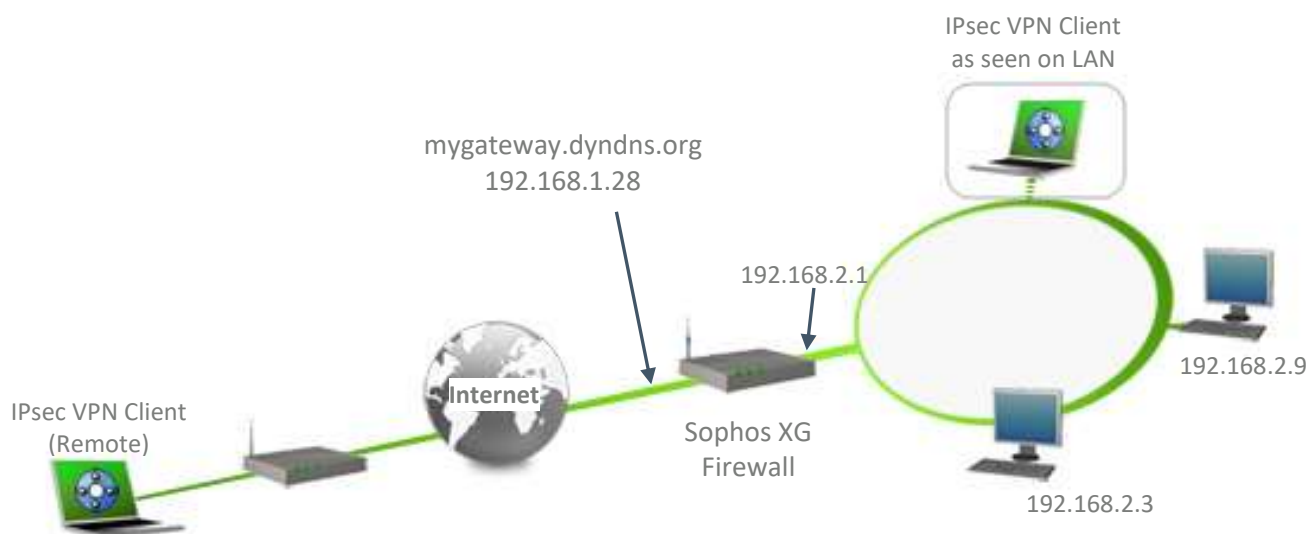 IPsec VPN Client
as seen on LAN
mygateway.dyndns.org
192.168.1.28
192.168.2.1
192.168.2.9
Internet
IPsec VPN Client
(Remote)
Sophos XG
Firewall
192.168.2.3